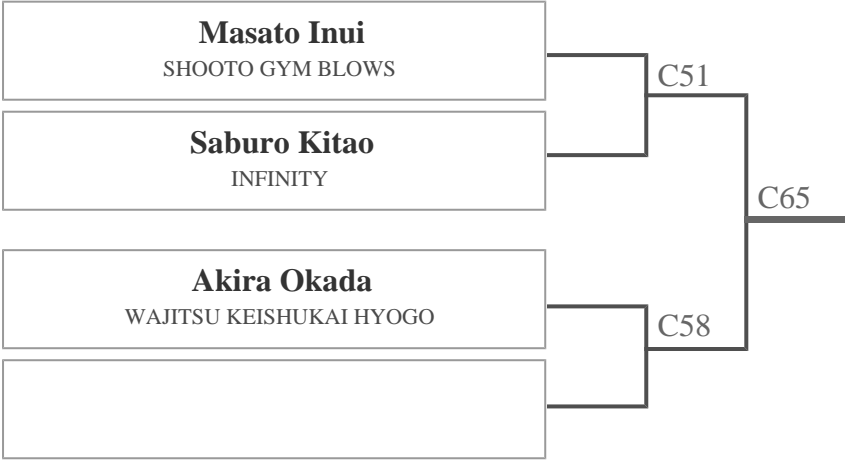 Masato Inui
SHOOTO GYM BLOWS
C51
Saburo Kitao
INFINITY
C65
Akira Okada
WAJITSU KEISHUKAI HYOGO
C58